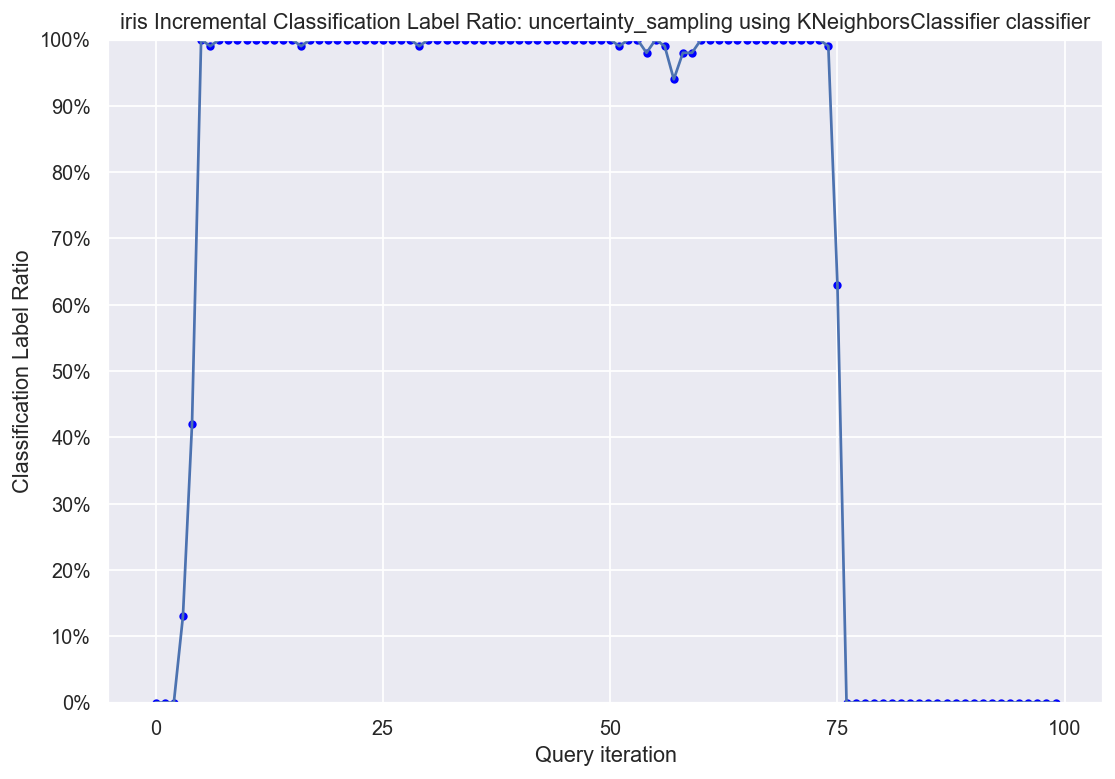 iris Incremental Classification Label Ratio: uncertainty_sampling using KNeighborsClassifier classifier
100%
90%
80%
70%
60%
50%
40%
30%
20%
10%
0%
Classification Label Ratio
0 25 50 75 100
Query iteration